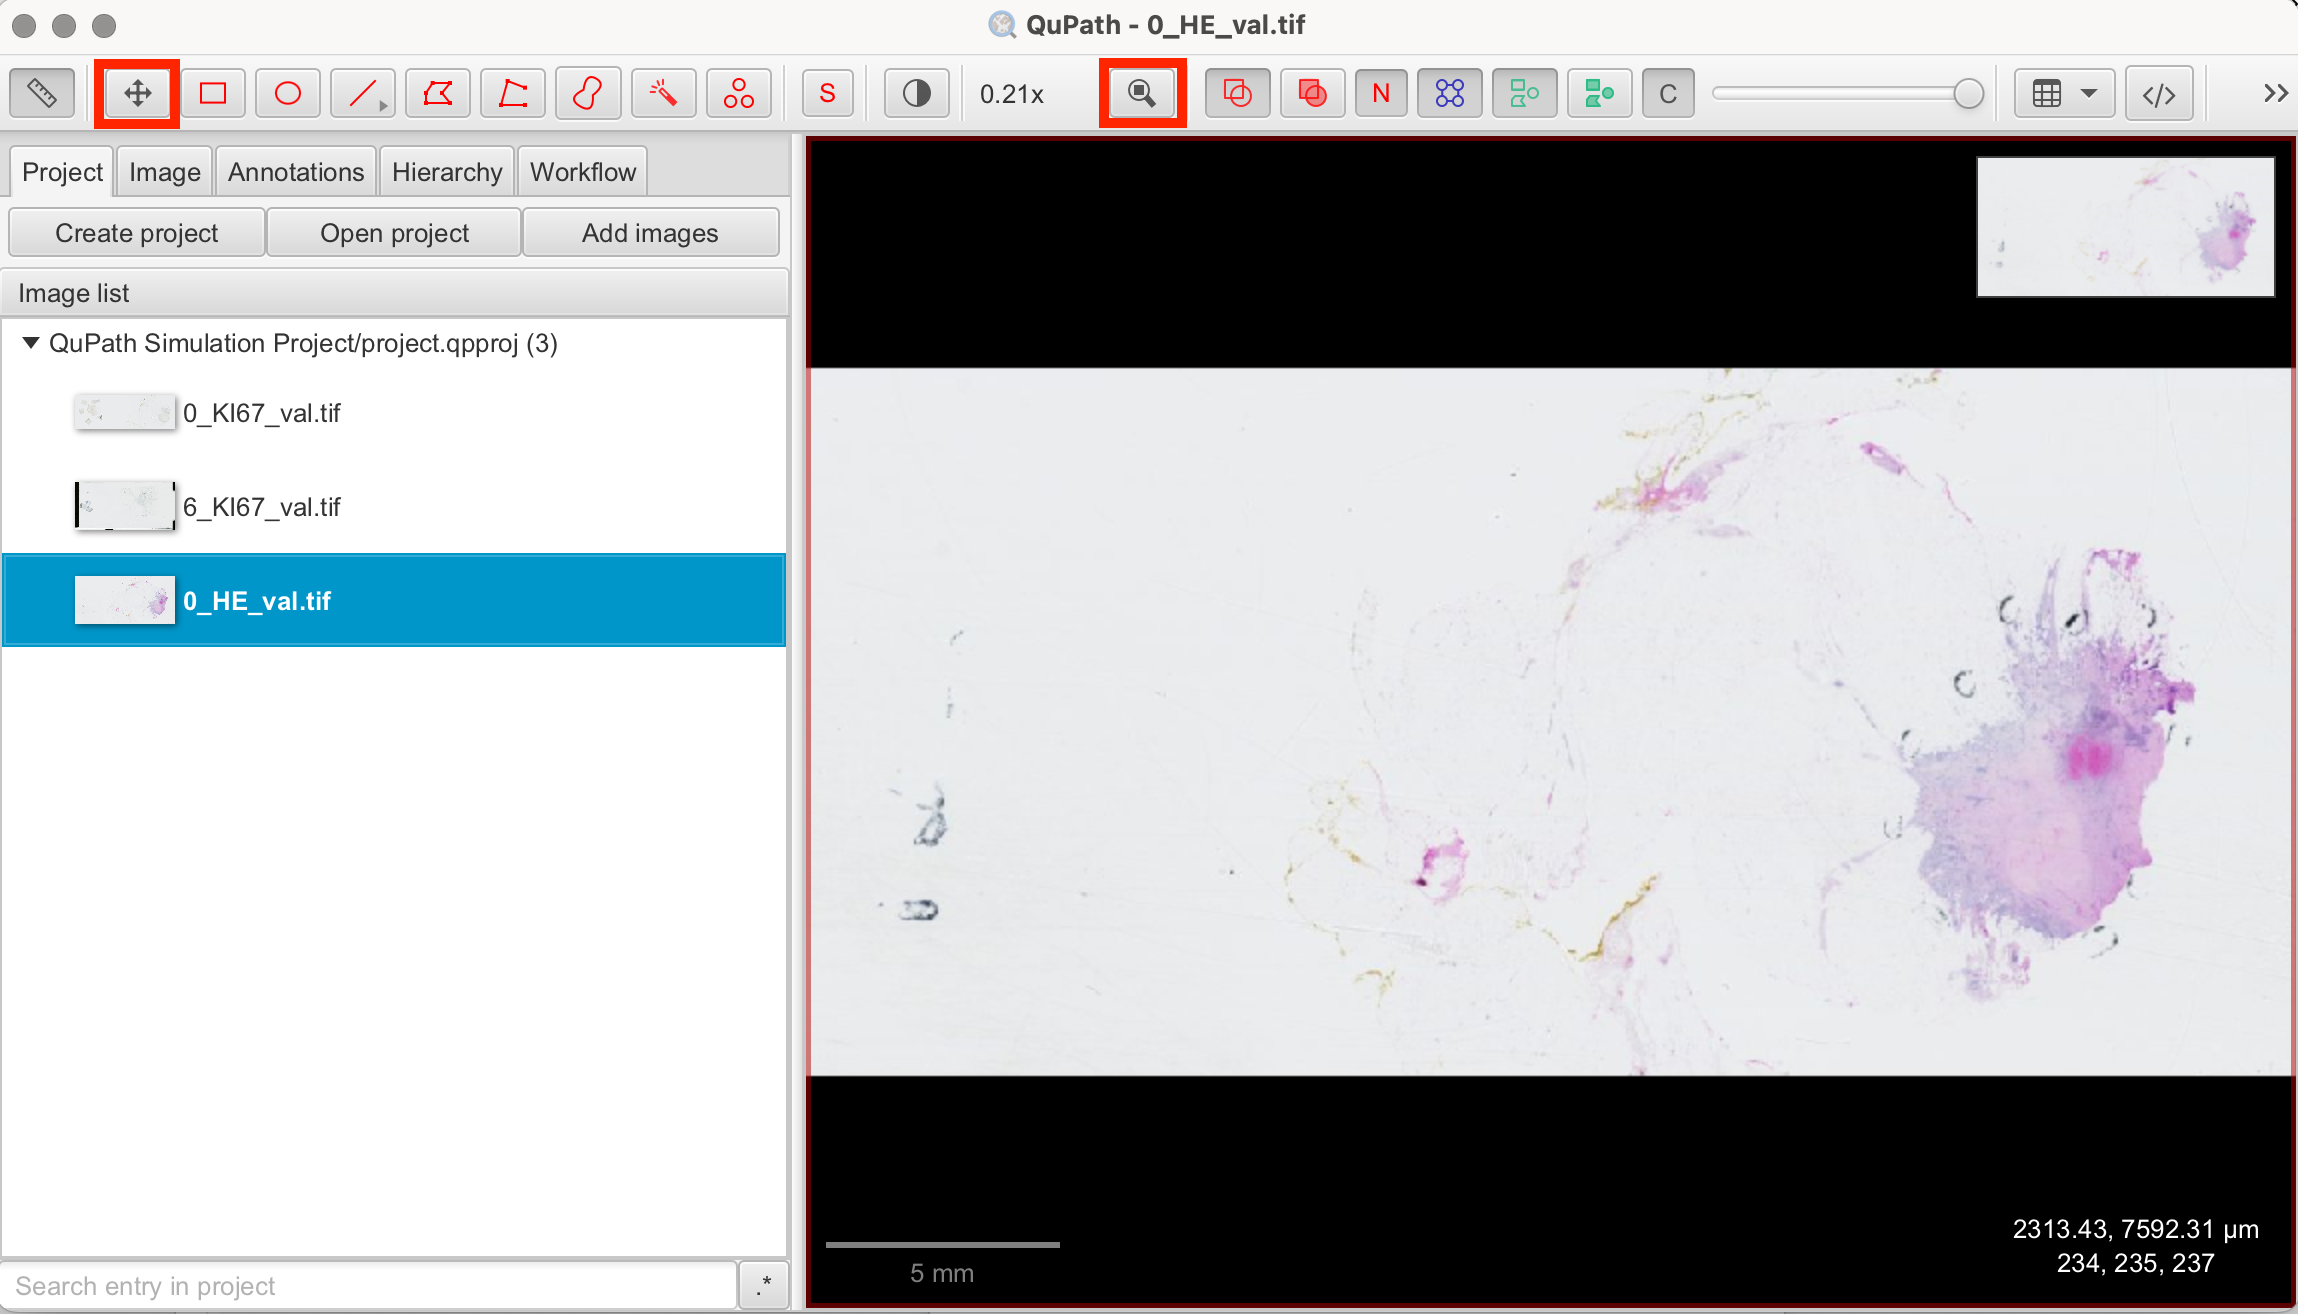 QuPath - 0_HE_val.tif
S
0.21x
N
C
</>
Project
Image
Annotations
Hierarchy
Workflow
Create project
Open project
Add images
Image list
QuPath Simulation Project/project.qpproj (3)
0_KI67_val.tif
6_KI67_val.tif
0_HE_val.tif
Search entry in project
.*
5 mm
2313.43, 7592.31 µm
234, 235, 237